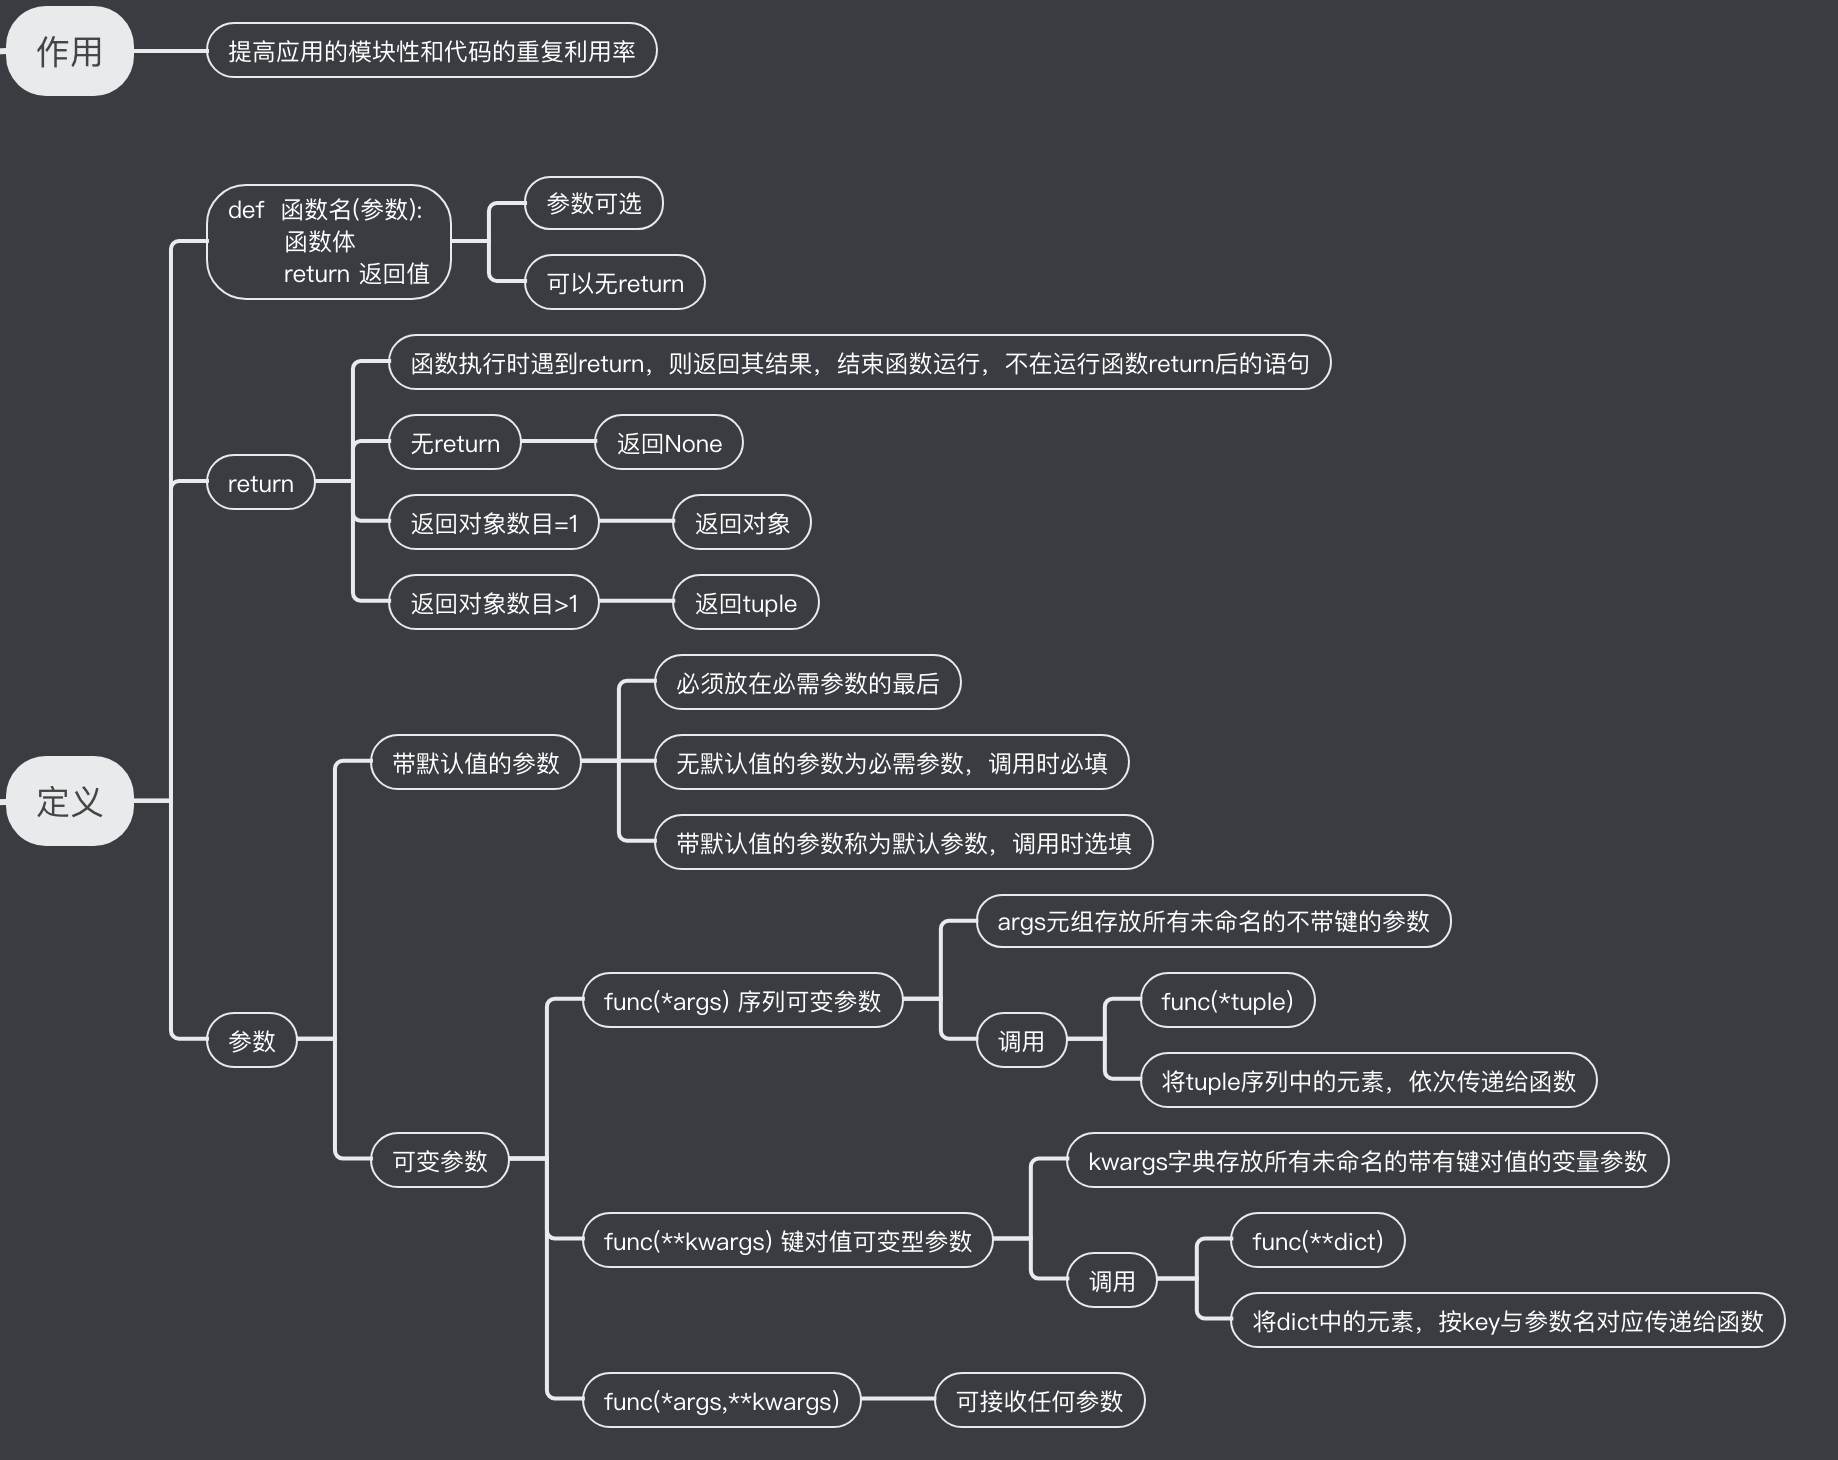 作用
提高应用的模块性和代码的重复利用率
定义
def 函数名(参数):
函数体
return 返回值
参数可选
可以无return
return
函数执行时遇到return，则返回其结果，结束函数运行，不在运行函数return后的语句
无return
返回None
返回对象数目=1
返回对象
返回对象数目>1
返回tuple
参数
带默认值的参数
必须放在必需参数的最后
无默认值的参数为必需参数，调用时必填
带默认值的参数称为默认参数，调用时选填
可变参数
func(*args) 序列可变参数
args元组存放所有未命名的不带键的参数
调用
func(*tuple)
将tuple序列中的元素，依次传递给函数
func(**kwargs) 键对值可变型参数
kwargs字典存放所有未命名的带有键对值的变量参数
调用
func(**dict)
将dict中的元素，按key与参数名对应传递给函数
func(*args,**kwargs)
可接收任何参数